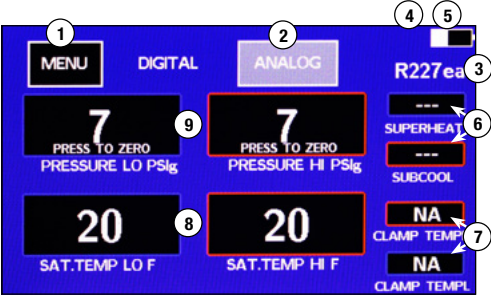 1 2 4 5
MENU DIGITAL ANALOG R227ea 3
7 9 7 ---
PRESS TO ZERO PRESS TO ZERO SUPERHEAT 6
PRESSURE LO PSIg PRESSURE HI PSIg ---
SUBCOOL
20 8 20 NA
CLAMP TEMPL 7
SAT.TEMP LO F SAT.TEMP HI F NA
CLAMP TEMPL